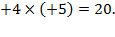 +4 × (+5) = 20.